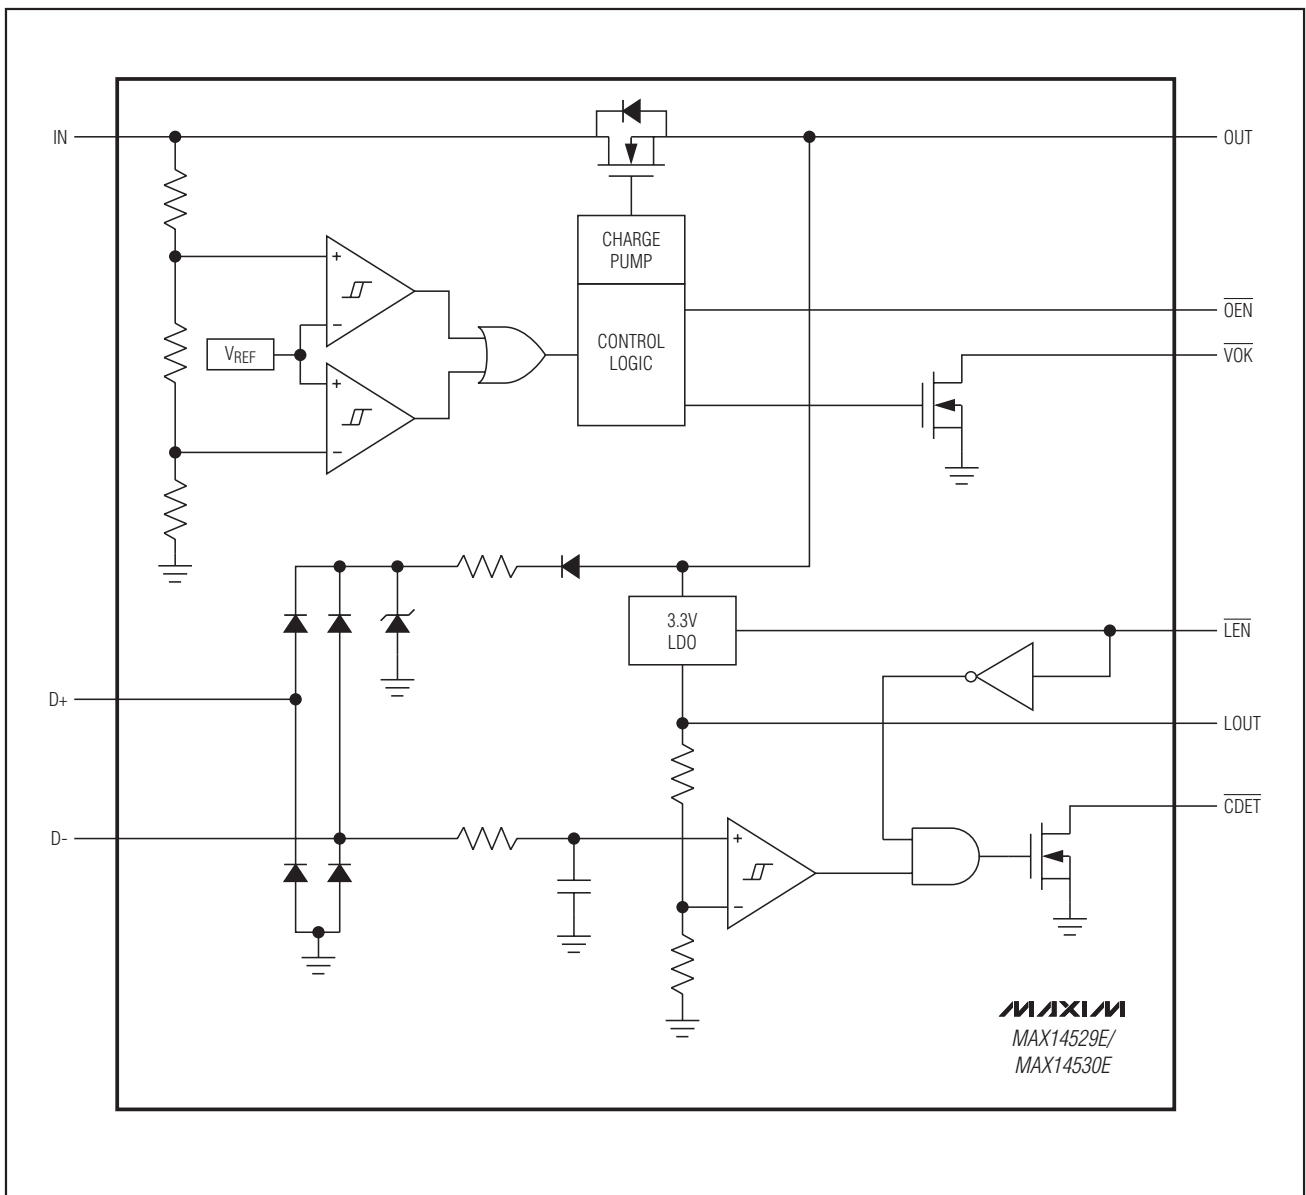 IN
OUT
CHARGE
PUMP
+
OEN
CONTROL
LOGIC
−
VREF
VOK
+
−
3.3V
LDO
LEN
D+
LOUT
CDET
D-
+
−
MAXIM
MAX14529E/
MAX14530E